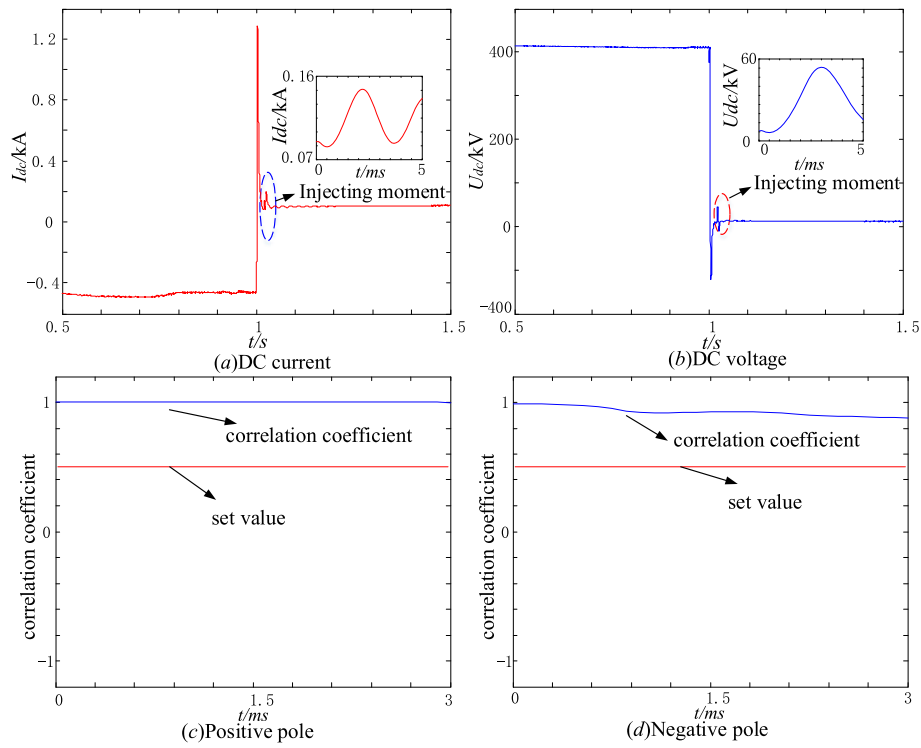 1.2
0.8
0.4
0
−0.4
Idc/kA
0.16
0.07
Idc/kA
0
5
t/ms
Injecting moment
0.5
1
1.5
t/s
(a)DC current
400
200
0
−200
−400
Udc/kV
60
0
Udc/kV
0
5
t/ms
Injecting moment
0.5
1
1.5
t/s
(b)DC voltage
1
0
−1
correlation coefficient
correlation coefficient
set value
0
1.5
3
t/ms
(c)Positive pole
1
0
−1
correlation coefficient
correlation coefficient
set value
0
1.5
3
t/ms
(d)Negative pole